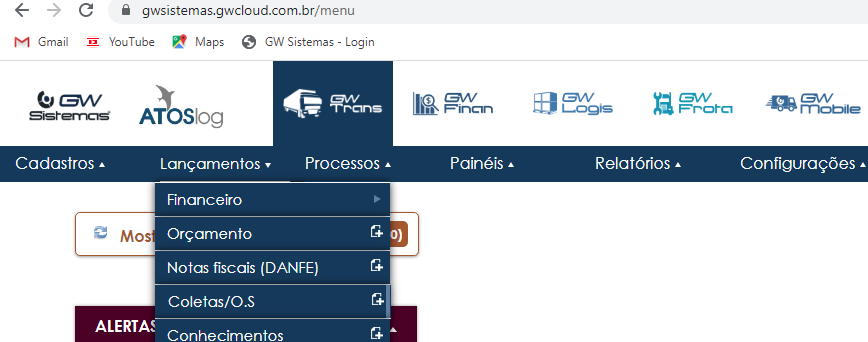 gwsistemas.gwcloud.com.br/menu
Gmail YouTube Maps GW Sistemas - Login
GW Sistemas ATOSlog GW Trans GW Finan GW Logis GW Frota GW Mobile
Cadastros Lançamentos Processos Painéis Relatórios Configurações
Financeiro
Orçamento
Most 0)
Notas fiscais (DANFE)
Coletas/O.S
ALERTAS
Conhecimentos